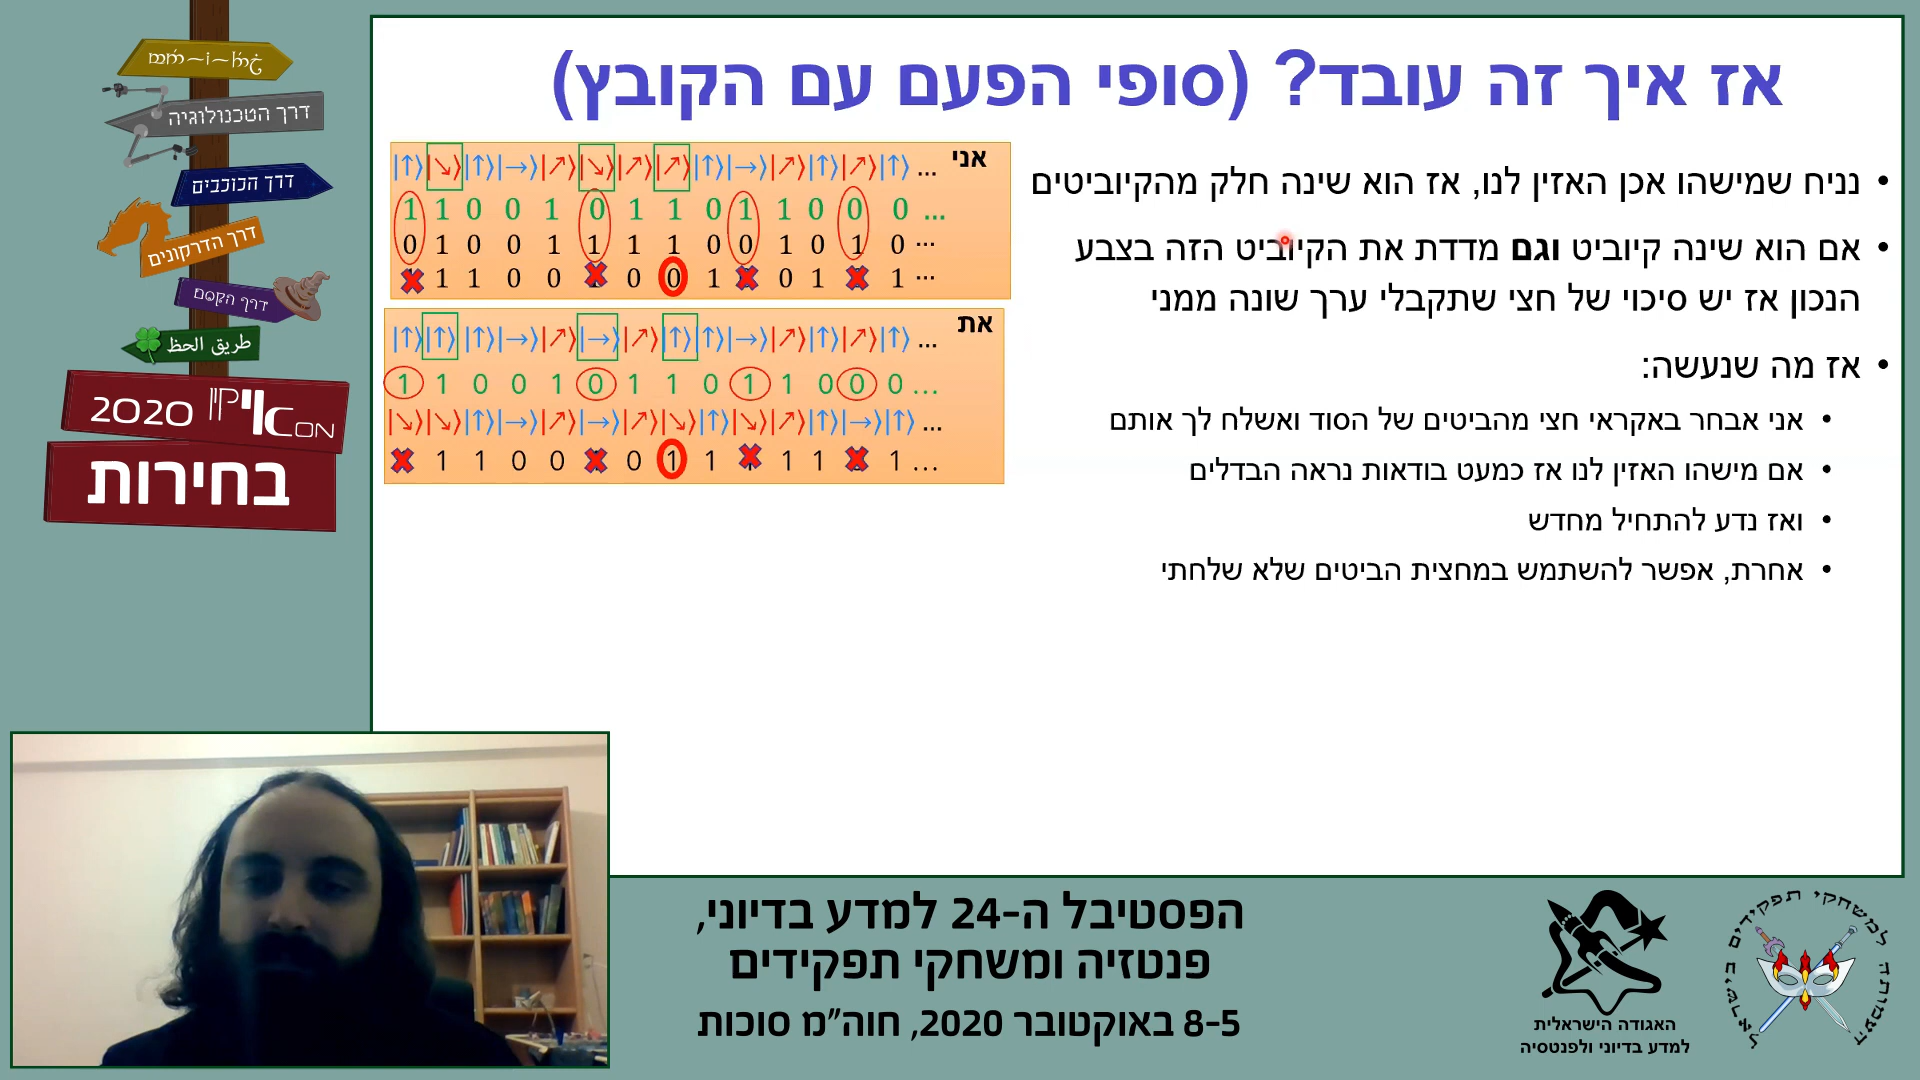 דרך הטכנולוגיה
דרך הכוכבים
דרך הדרקונים
דרך הקסם
طريق الحظ
אייקון CON 2020
בחירות
אז איך זה עובד? (סופי הפעם עם הקובץ)
אני
|↑⟩|↘⟩|↑⟩|→⟩|↗⟩|↘⟩|↗⟩|↗⟩|↑⟩|→⟩|↗⟩|↑⟩|↗⟩|↑⟩ ...
1 1 0 0 1 0 1 1 0 1 1 0 0 0 ...
0 1 0 0 1 1 1 1 0 0 1 0 1 0 ...
1 1 0 0 0 0 1 0 1 1 ...
את
|↑⟩|↑⟩|↑⟩|→⟩|↗⟩|→⟩|↗⟩|↑⟩|↑⟩|→⟩|↗⟩|↑⟩|↗⟩|↑⟩ ...
1 1 0 0 1 0 1 1 0 1 1 0 0 0 ...
|↘⟩|↘⟩|↑⟩|→⟩|↗⟩|→⟩|↗⟩|↘⟩|↑⟩|↘⟩|↗⟩|↑⟩|→⟩|↑⟩ ...
1 1 0 0 0 1 1 1 1 1 ...
• נניח שמישהו אכן האזין לנו, אז הוא שינה חלק מהקיוביטים
• אם הוא שינה קיוביט וגם מדדת את הקיוביט הזה בצבע
הנכון אז יש סיכוי של חצי שתקבלי ערך שונה ממני
• אז מה שנעשה:
• אני אבחר באקראי חצי מהביטים של הסוד ואשלח לך אותם
• אם מישהו האזין לנו אז כמעט בודאות נראה הבדלים
• ואז נדע להתחיל מחדש
• אחרת, אפשר להשתמש במחצית הביטים שלא שלחתי
הפסטיבל ה-24 למדע בדיוני,
פנטזיה ומשחקי תפקידים
8-5 באוקטובר 2020, חוה״מ סוכות
האגודה הישראלית
למדע בדיוני ולפנטסיה
העמותה למשחקי תפקידים בישראל